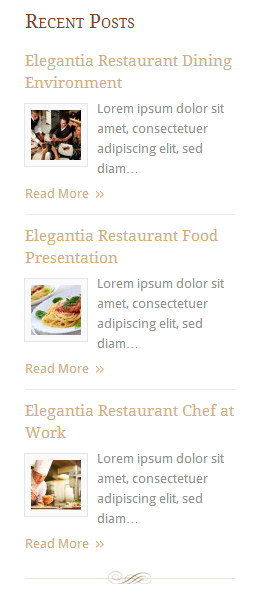 Recent Posts
Elegantia Restaurant Dining
Environment
Lorem ipsum dolor sit
amet, consectetuer
adipiscing elit, sed
diam…
Read More »
Elegantia Restaurant Food
Presentation
Lorem ipsum dolor sit
amet, consectetuer
adipiscing elit, sed
diam…
Read More »
Elegantia Restaurant Chef at
Work
Lorem ipsum dolor sit
amet, consectetuer
adipiscing elit, sed
diam…
Read More »